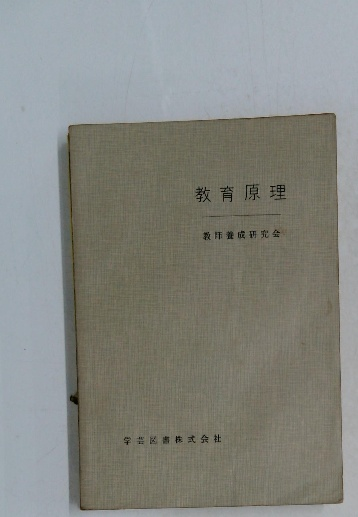 教育原理
教師養成研究会
学芸図書株式会社